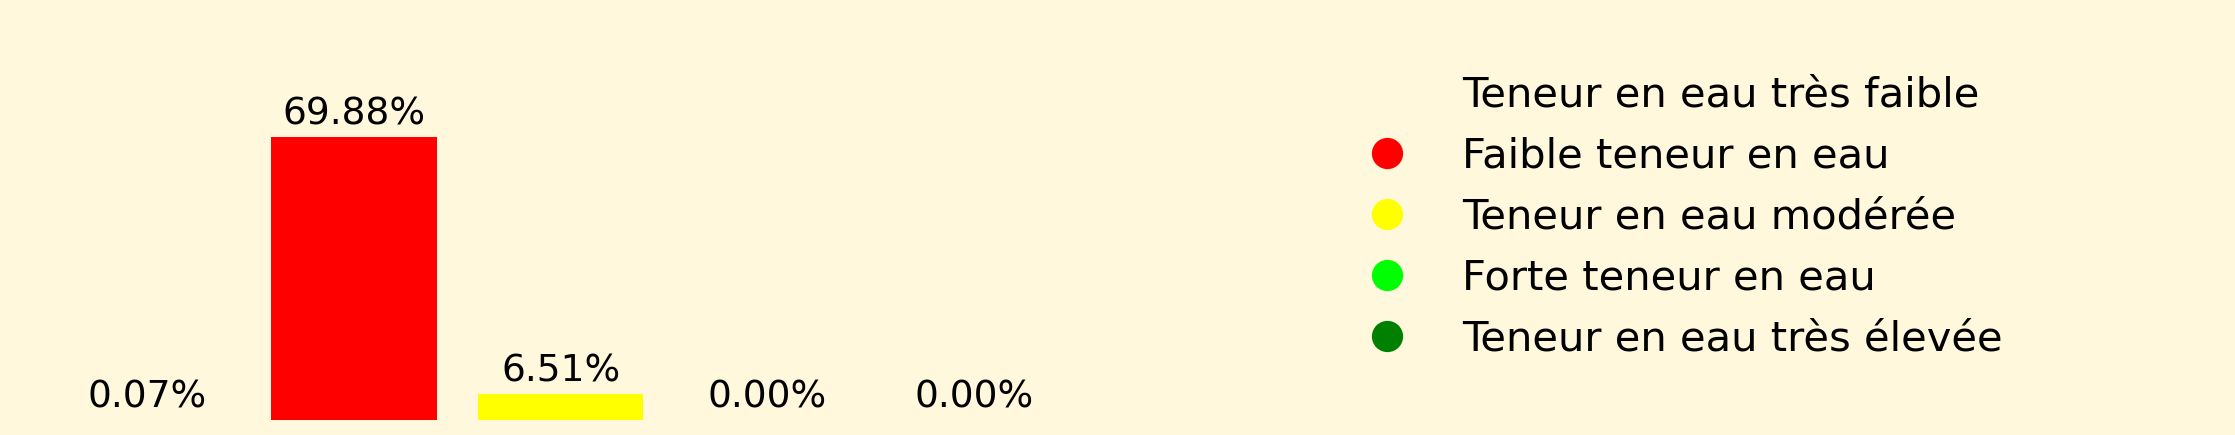 69.88%
6.51%
0.07%
0.00%
0.00%
Teneur en eau très faible
Faible teneur en eau
Teneur en eau modérée
Forte teneur en eau
Teneur en eau très élevée